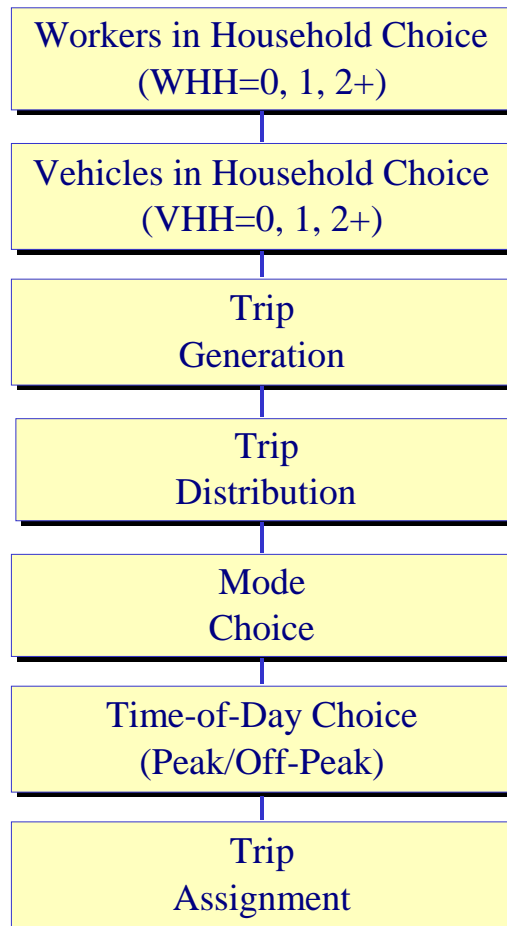 Workers in Household Choice
(WHH=0, 1, 2+)
Vehicles in Household Choice
(VHH=0, 1, 2+)
Trip
Generation
Trip
Distribution
Mode
Choice
Time-of-Day Choice
(Peak/Off-Peak)
Trip
Assignment